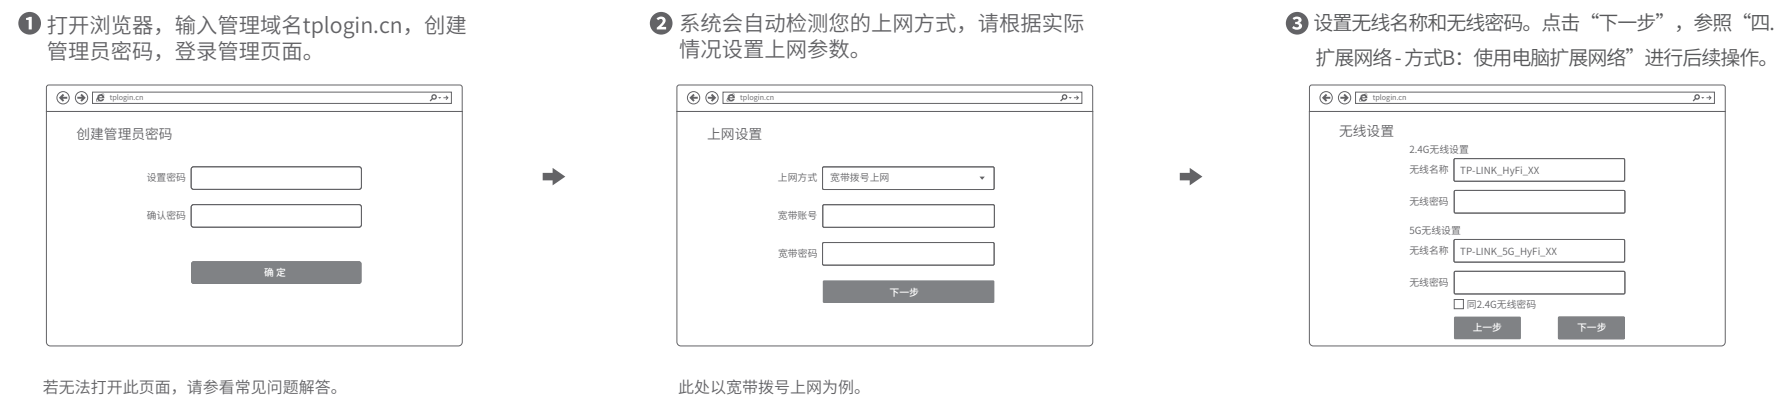 1 打开浏览器，输入管理域名tplogin.cn，创建
管理员密码，登录管理页面。
tplogin.cn
创建管理员密码
设置密码
确认密码
确 定
若无法打开此页面，请参看常见问题解答。
2 系统会自动检测您的上网方式，请根据实际
情况设置上网参数。
tplogin.cn
上网设置
上网方式 宽带拨号上网
宽带账号
宽带密码
下一步
此处以宽带拨号上网为例。
3 设置无线名称和无线密码。点击“下一步”，参照“四.
扩展网络-方式B：使用电脑扩展网络”进行后续操作。
tplogin.cn
无线设置
2.4G无线设置
无线名称 TP-LINK_HyFi_XX
无线密码
5G无线设置
无线名称 TP-LINK_5G_HyFi_XX
无线密码
同2.4G无线密码
上一步 下一步